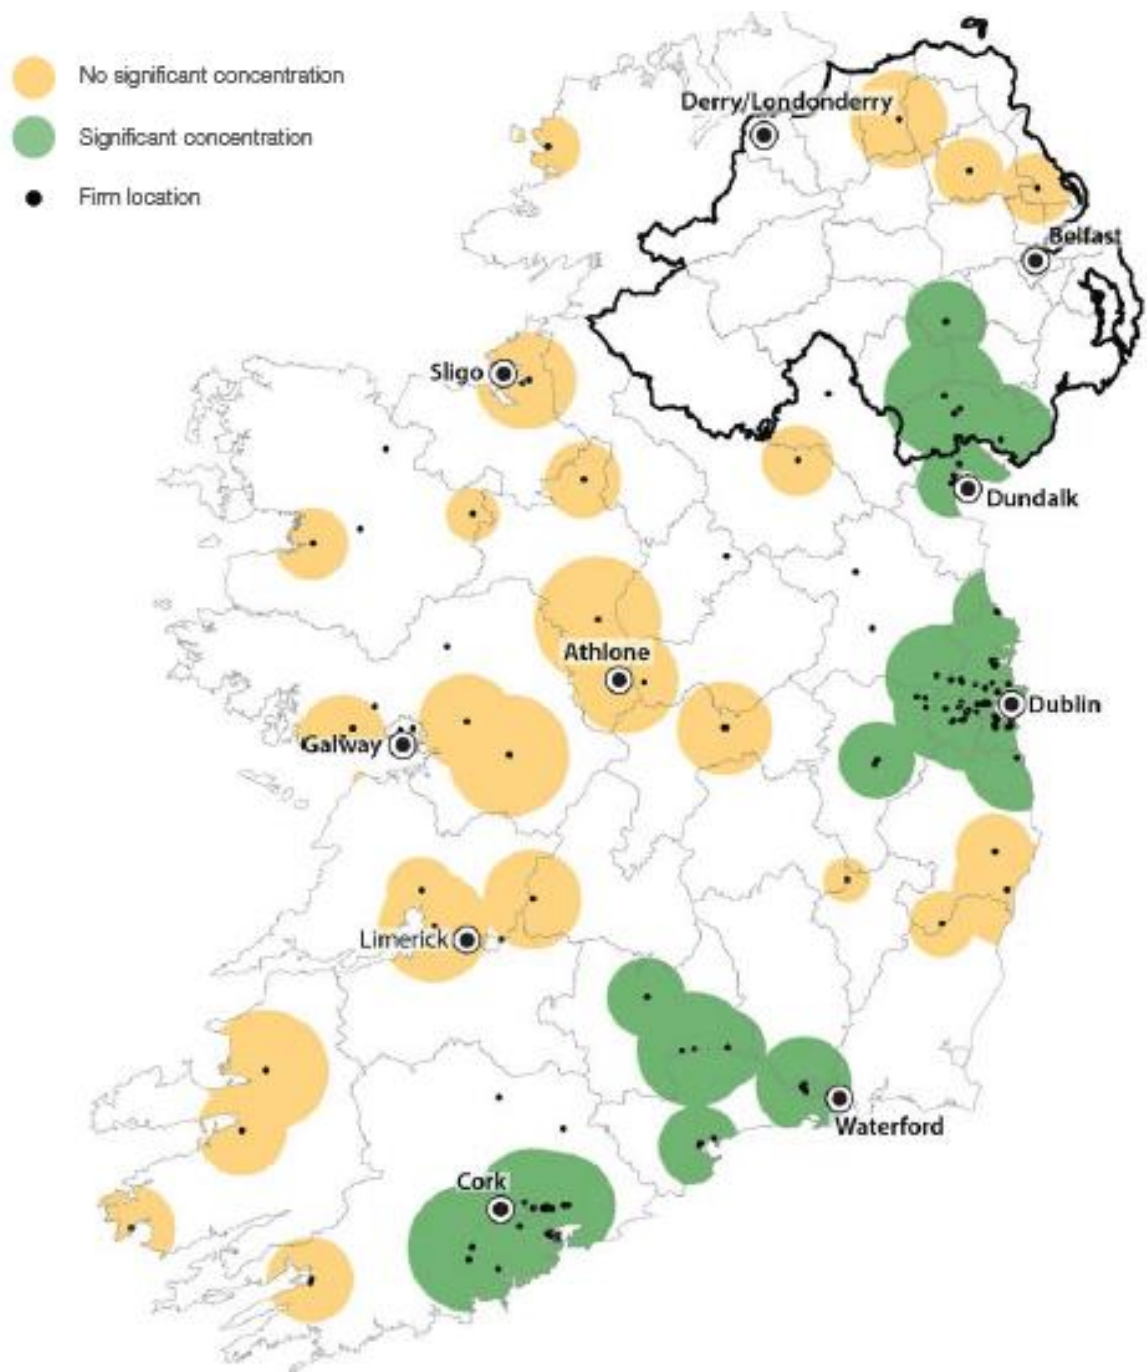 No significant concentration
Significant concentration
Firm location
Derry/Londonderry
Belfast
Sligo
Dundalk
Athlone
Dublin
Galway
Limerick
Waterford
Cork